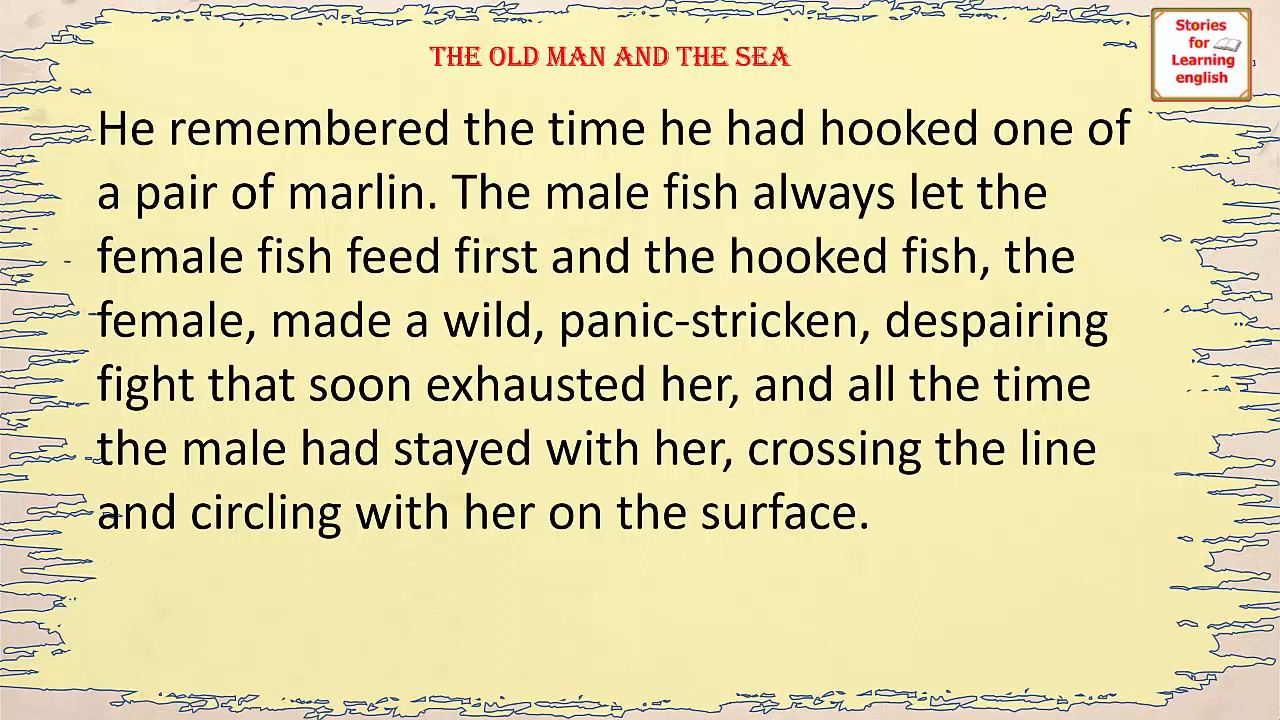 THE OLD MAN AND THE SEA
Stories
for
Learning
english
He remembered the time he had hooked one of
a pair of marlin. The male fish always let the
female fish feed first and the hooked fish, the
female, made a wild, panic-stricken, despairing
fight that soon exhausted her, and all the time
the male had stayed with her, crossing the line
and circling with her on the surface.